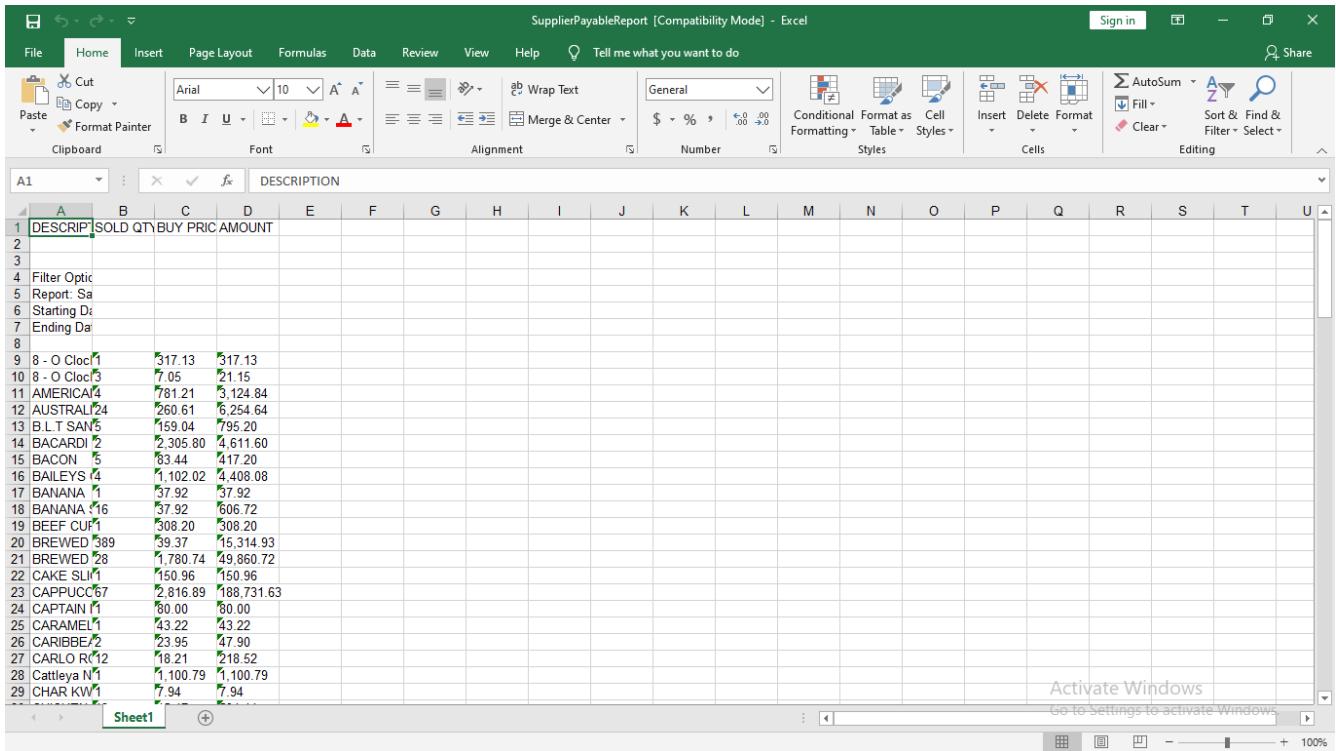 SupplierPayableReport [Compatibility Mode] - Excel
Sign in
File Home Insert Page Layout Formulas Data Review View Help Tell me what you want to do Share
Paste Cut Copy Format Painter
Clipboard
Arial 10
B I U
Font
Wrap Text
Merge & Center
Alignment
General
$ % ,
Number
Conditional Formatting
Format as Table
Cell Styles
Styles
Insert Delete Format
Cells
AutoSum
Fill
Clear
Sort & Filter
Find & Select
Editing
A1 fx DESCRIPTION
A B C D E F G H I J K L M N O P Q R S T U
1 DESCRIPT SOLD QTY BUY PRIC AMOUNT
2
3
4 Filter Optio
5 Report: Sa
6 Starting Da
7 Ending Dat
8
9 8 - O Cloc 1 317.13 317.13
10 8 - O Cloc 3 7.05 21.15
11 AMERICAN 4 781.21 3,124.84
12 AUSTRALI 24 260.61 6,254.64
13 B.L.T SAN 5 159.04 795.20
14 BACARDI 2 2,305.80 4,611.60
15 BACON 5 83.44 417.20
16 BAILEYS 4 1,102.02 4,408.08
17 BANANA 1 37.92 37.92
18 BANANA S 16 37.92 606.72
19 BEEF CUR 1 308.20 308.20
20 BREWED 389 39.37 15,314.93
21 BREWED 28 1,780.74 49,860.72
22 CAKE SLI 1 150.96 150.96
23 CAPPUCC 67 2,816.89 188,731.63
24 CAPTAIN 1 80.00 80.00
25 CARAMEL 1 43.22 43.22
26 CARIBBEA 2 23.95 47.90
27 CARLO RO 12 18.21 218.52
28 Cattleya N 1 1,100.79 1,100.79
29 CHAR KW 1 7.94 7.94
Activate Windows
Go to Settings to activate Windows.
Sheet1
100%